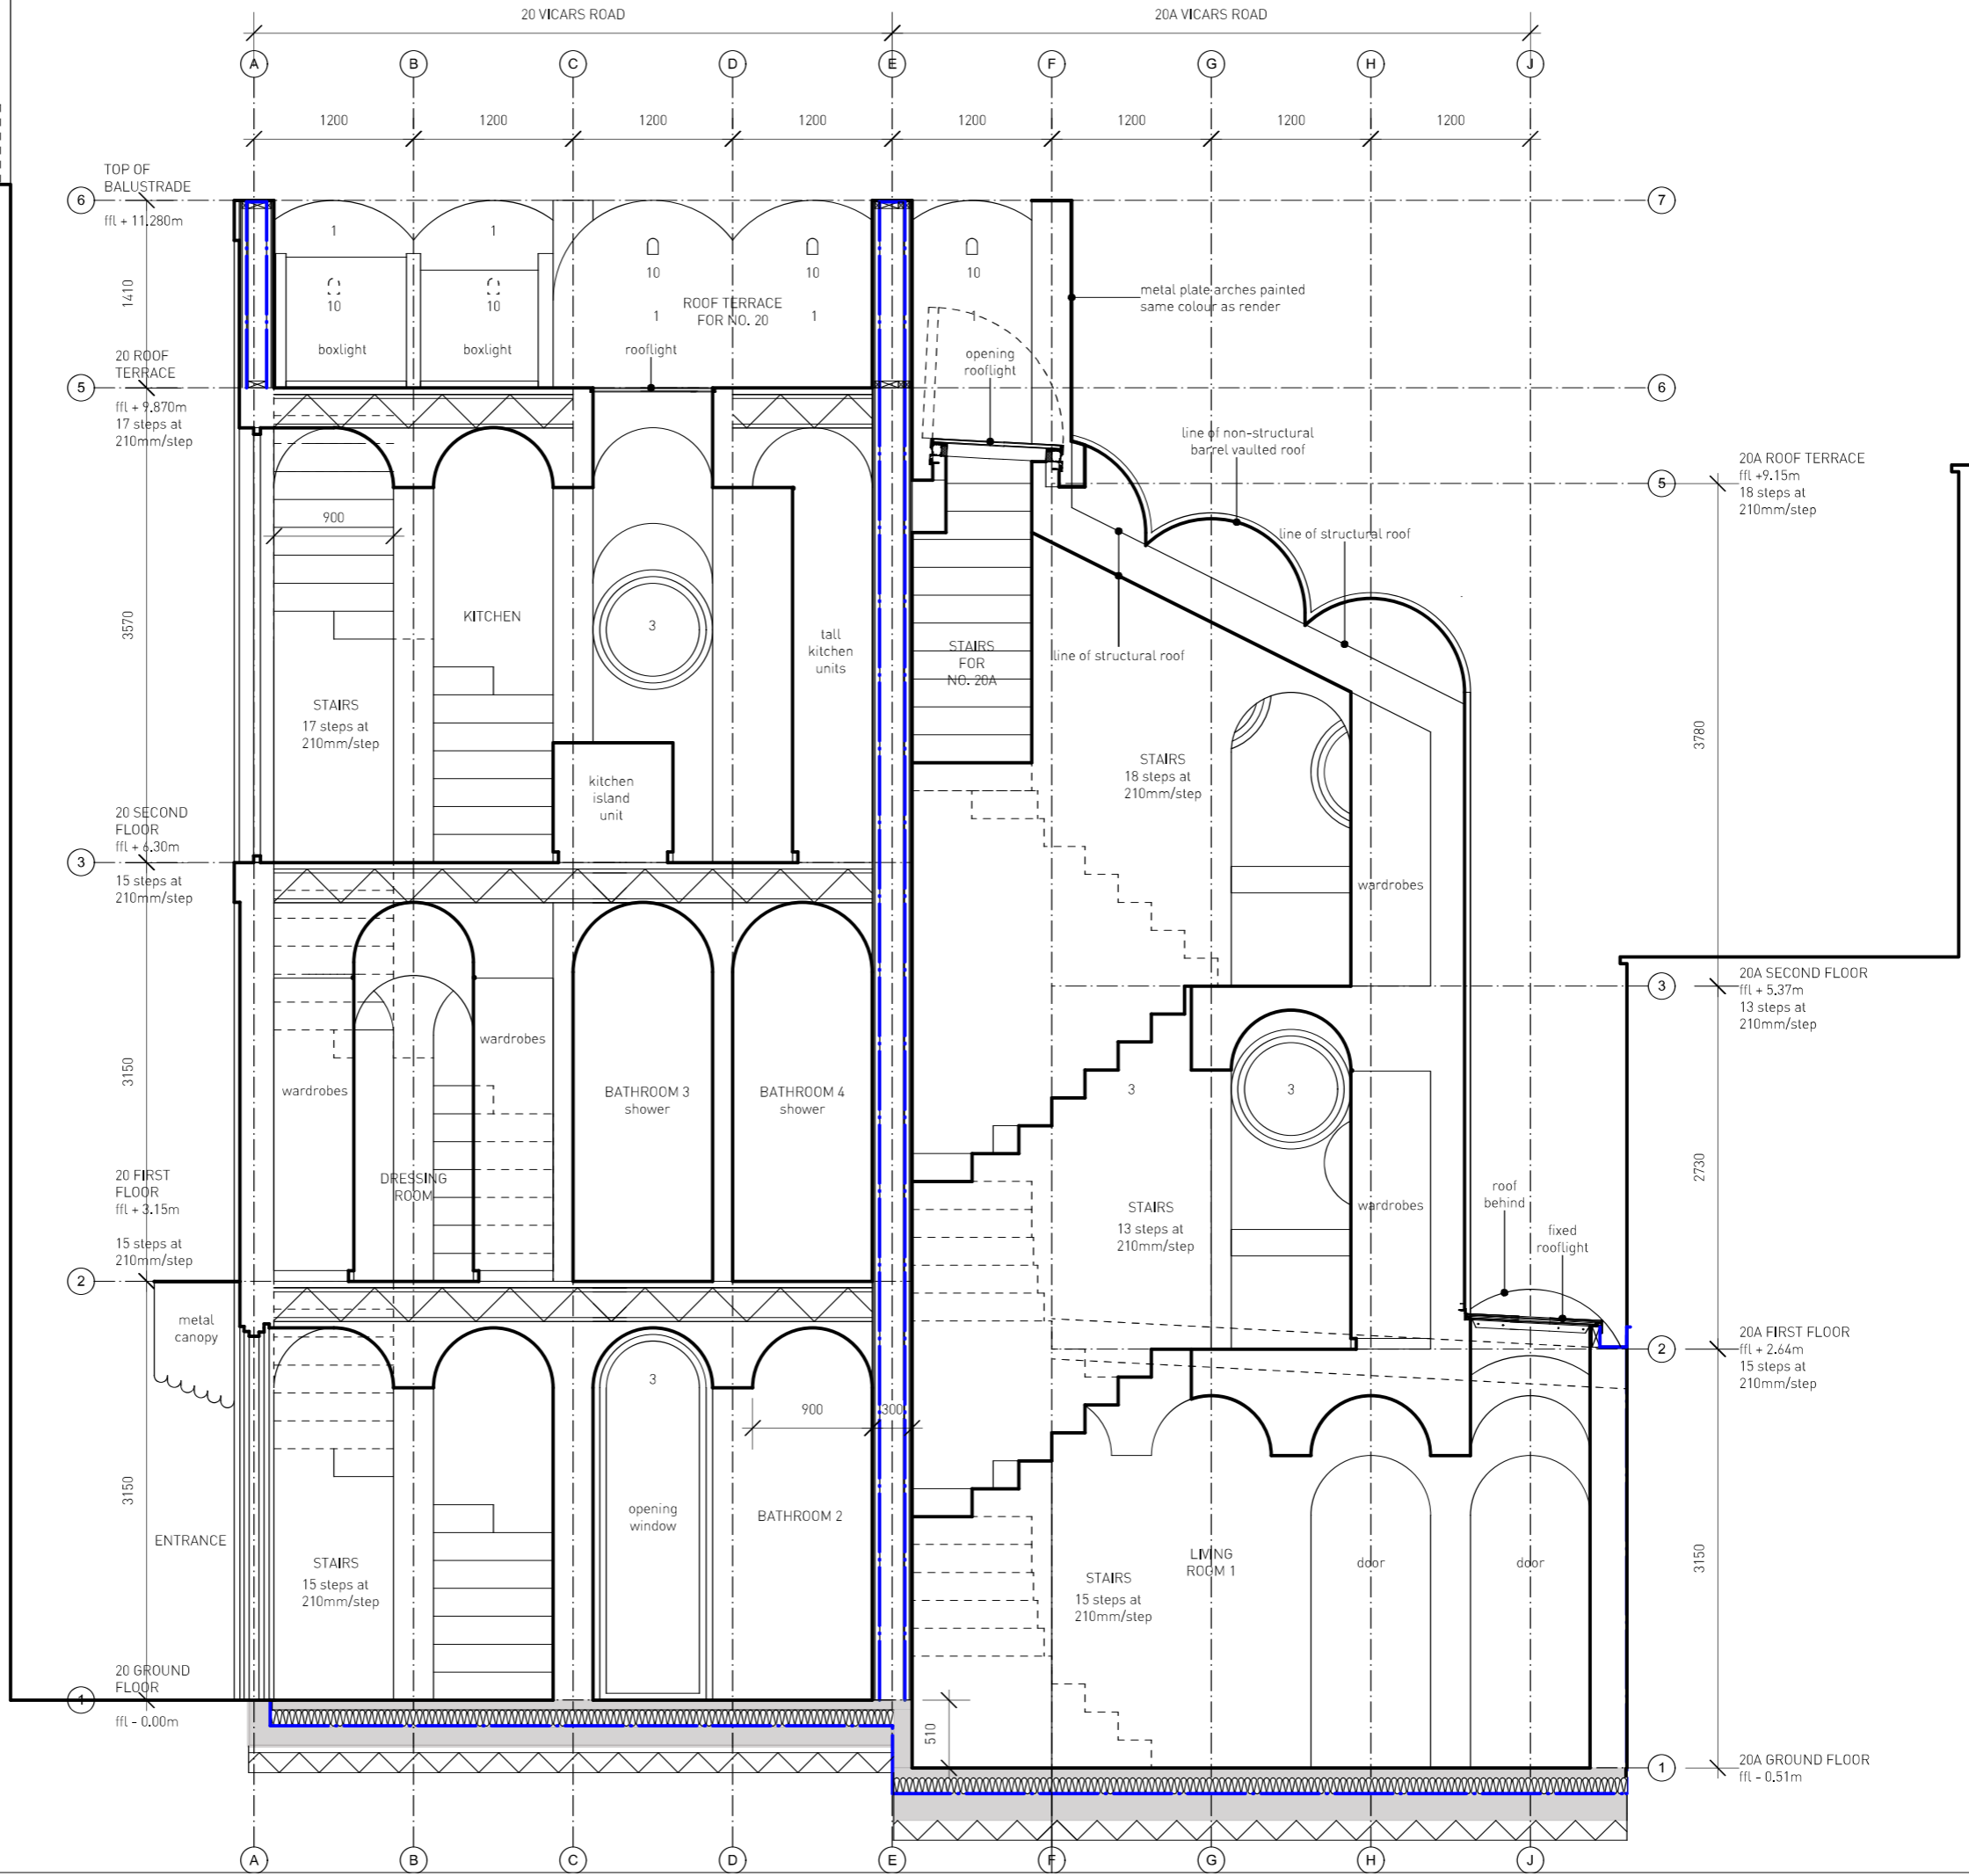 20 VICARS ROAD
20A VICARS ROAD
A B C D E F G H J
1200 1200 1200 1200 1200 1200 1200 1200
TOP OF
BALUSTRADE
6
ffl + 11.280m
7
1 1
10 10 10 10 10
1 1 1
ROOF TERRACE
FOR NO. 20
boxlight
boxlight
rooflight
opening
rooflight
metal plate arches painted
same colour as render
1410
20 ROOF
TERRACE
5
ffl + 9.870m
17 steps at
210mm/step
6
line of non-structural
barrel vaulted roof
line of structural roof
line of structural roof
20A ROOF TERRACE
5
ffl +9.15m
18 steps at
210mm/step
900
3570
KITCHEN
3
tall
kitchen
units
STAIRS
FOR
NO. 20A
STAIRS
17 steps at
210mm/step
kitchen
island
unit
STAIRS
18 steps at
210mm/step
3780
wardrobes
20 SECOND
FLOOR
ffl + 6.30m
3
15 steps at
210mm/step
20A SECOND FLOOR
3
ffl + 5.37m
13 steps at
210mm/step
3150
wardrobes
wardrobes
DRESSING
ROOM
BATHROOM 3
shower
BATHROOM 4
shower
3
3
STAIRS
13 steps at
210mm/step
wardrobes
2730
roof
behind
fixed
rooflight
20 FIRST
FLOOR
ffl + 3.15m
15 steps at
210mm/step
2
metal
canopy
20A FIRST FLOOR
2
ffl + 2.64m
15 steps at
210mm/step
3
900
300
3150
ENTRANCE
STAIRS
15 steps at
210mm/step
opening
window
BATHROOM 2
STAIRS
15 steps at
210mm/step
LIVING
ROOM 1
door
door
3150
20 GROUND
FLOOR
1
ffl - 0.00m
510
20A GROUND FLOOR
1
ffl - 0.51m
A B C D E F G H J